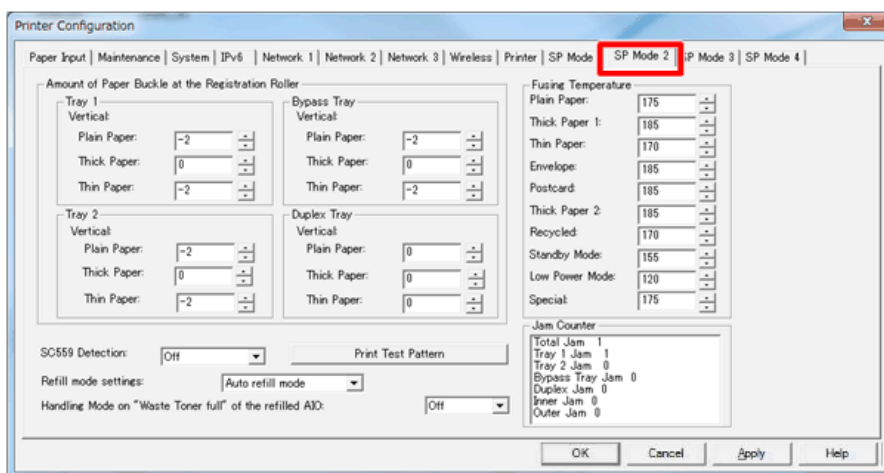 Printer Configuration
Paper Input | Maintenance | System | IPv6 | Network 1 | Network 2 | Network 3 | Wireless | Printer | SP Mode | SP Mode 2 | SP Mode 3 | SP Mode 4
Amount of Paper Buckle at the Registration Roller
Tray 1
Vertical:
Plain Paper: -2
Thick Paper: 0
Thin Paper: -2
Bypass Tray
Vertical:
Plain Paper: -2
Thick Paper: 0
Thin Paper: -2
Tray 2
Vertical:
Plain Paper: -2
Thick Paper: 0
Thin Paper: -2
Duplex Tray
Vertical:
Plain Paper: 0
Thick Paper: 0
Thin Paper: 0
Fusing Temperature
Plain Paper: 175
Thick Paper 1: 185
Thin Paper: 170
Envelope: 185
Postcard: 185
Thick Paper 2: 185
Recycled: 170
Standby Mode: 155
Low Power Mode: 120
Special: 175
Jam Counter
Total Jam 1
Tray 1 Jam 1
Tray 2 Jam 0
Bypass Tray Jam 0
Duplex Jam 0
Inner Jam 0
Outer Jam 0
SC559 Detection: Off
Print Test Pattern
Refill mode settings: Auto refill mode
Handling Mode on "Waste Toner full" of the refilled AIO: Off
OK Cancel Apply Help